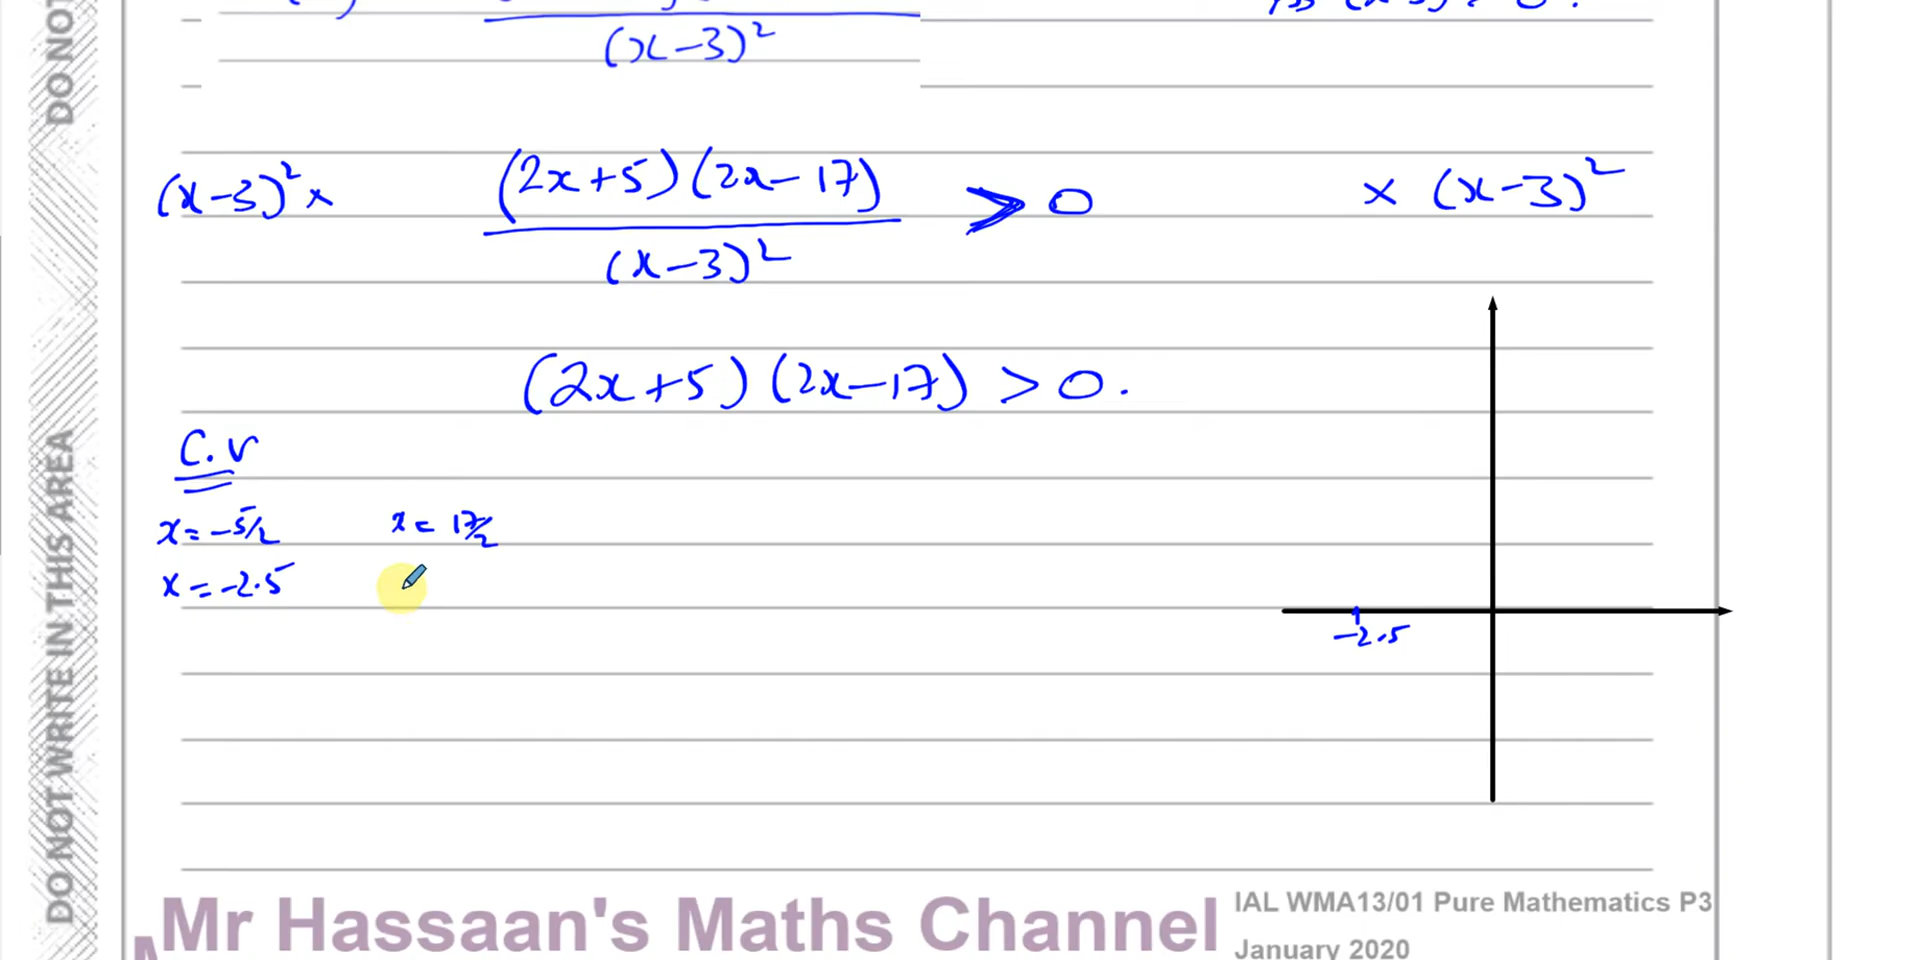 DO NOT
(x-3)²
(x-3)² × (2x+5)(2x-17) > 0 × (x-3)²
(x-3)²
(2x+5)(2x-17) > 0.
C.V
x = -5/2 x = 17/2
x = -2.5
-2.5
DO NOT WRITE IN THIS AREA
Mr Hassaan's Maths Channel
IAL WMA13/01 Pure Mathematics P3
January 2020